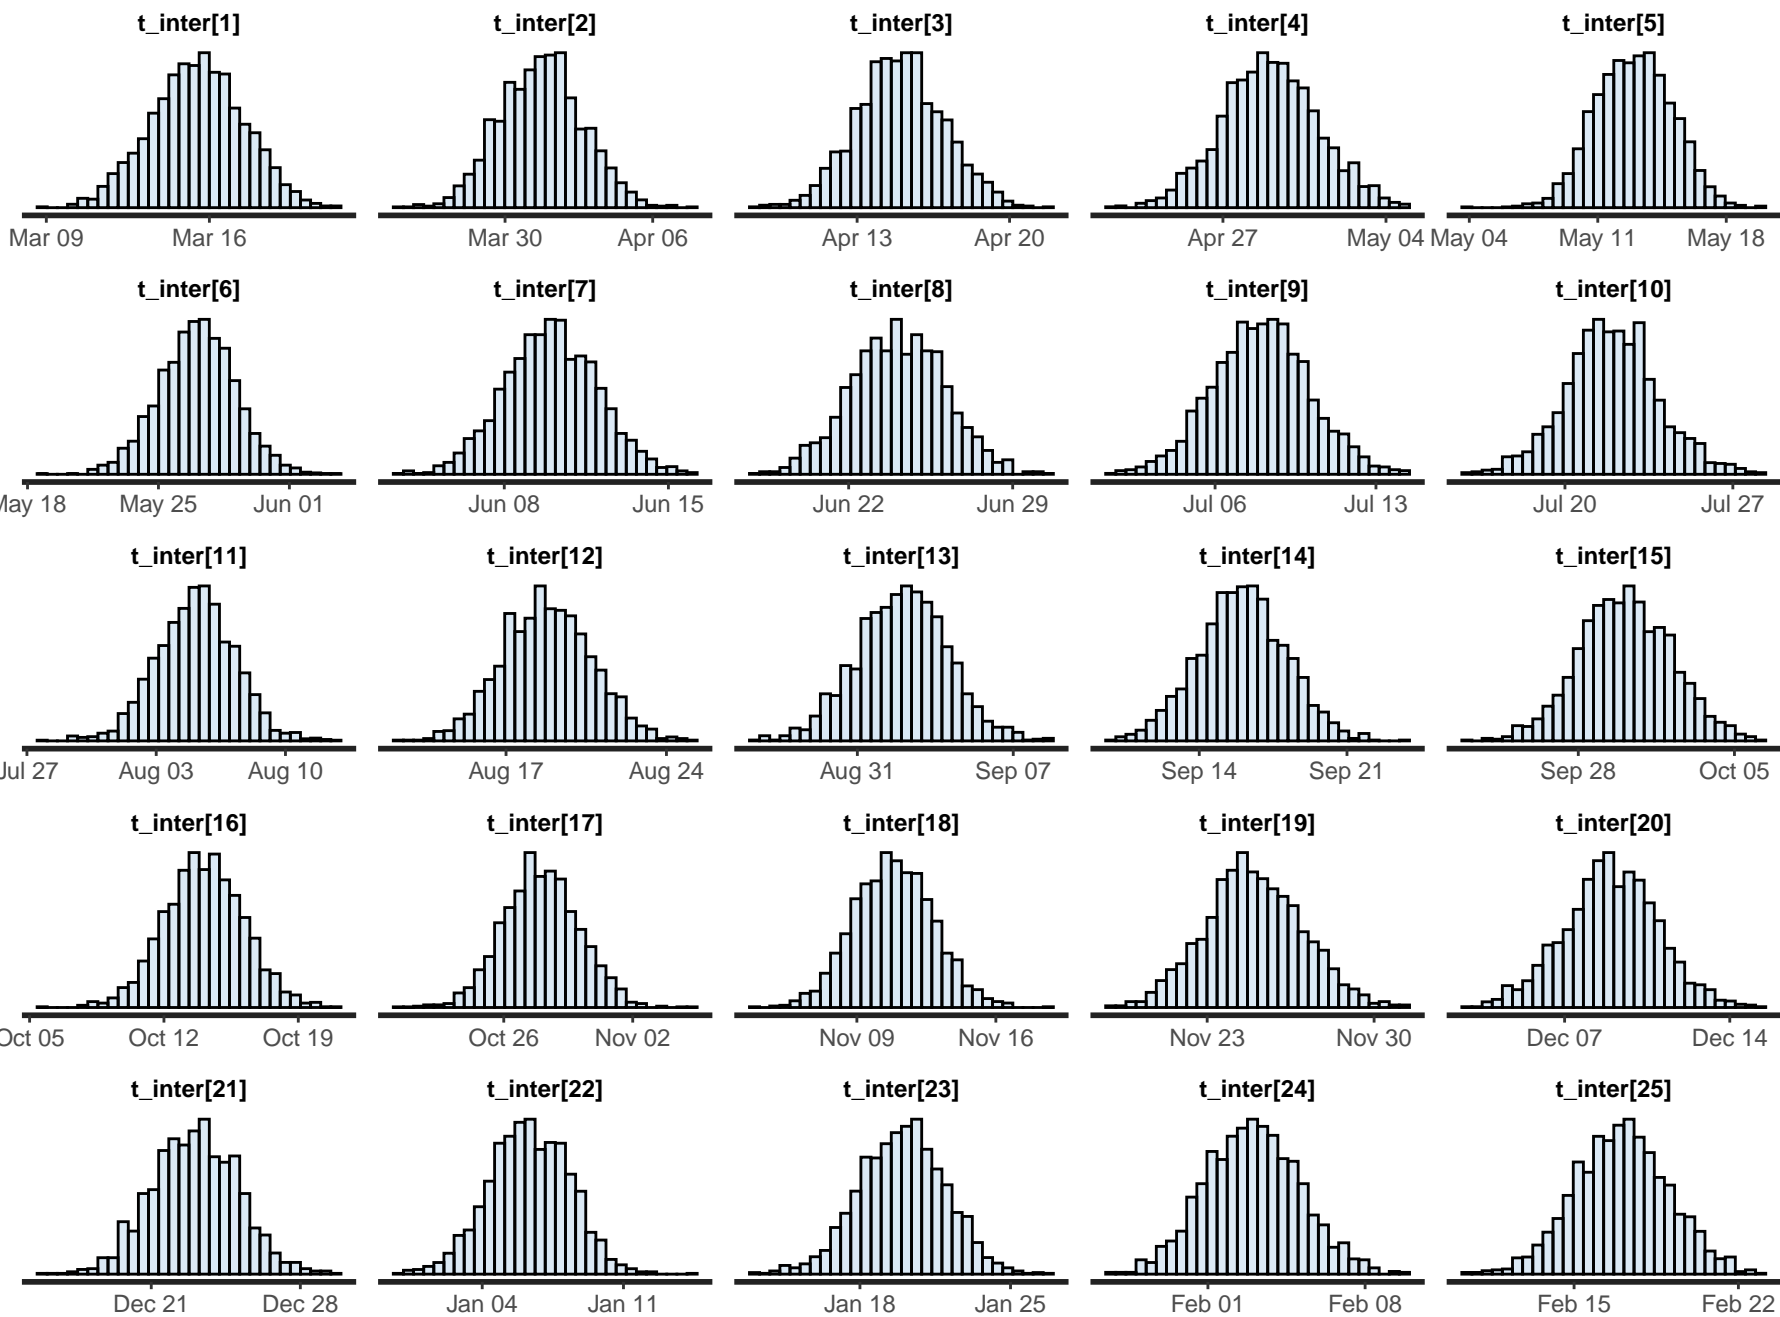 t_inter[1] t_inter[2] t_inter[3] t_inter[4] t_inter[5]
Mar 09 Mar 16 Mar 30 Apr 06 Apr 13 Apr 20 Apr 27 May 04 May 04 May 11 May 18
t_inter[6] t_inter[7] t_inter[8] t_inter[9] t_inter[10]
May 18 May 25 Jun 01 Jun 08 Jun 15 Jun 22 Jun 29 Jul 06 Jul 13 Jul 20 Jul 27
t_inter[11] t_inter[12] t_inter[13] t_inter[14] t_inter[15]
Jul 27 Aug 03 Aug 10 Aug 17 Aug 24 Aug 31 Sep 07 Sep 14 Sep 21 Sep 28 Oct 05
t_inter[16] t_inter[17] t_inter[18] t_inter[19] t_inter[20]
Oct 05 Oct 12 Oct 19 Oct 26 Nov 02 Nov 09 Nov 16 Nov 23 Nov 30 Dec 07 Dec 14
t_inter[21] t_inter[22] t_inter[23] t_inter[24] t_inter[25]
Dec 21 Dec 28 Jan 04 Jan 11 Jan 18 Jan 25 Feb 01 Feb 08 Feb 15 Feb 22